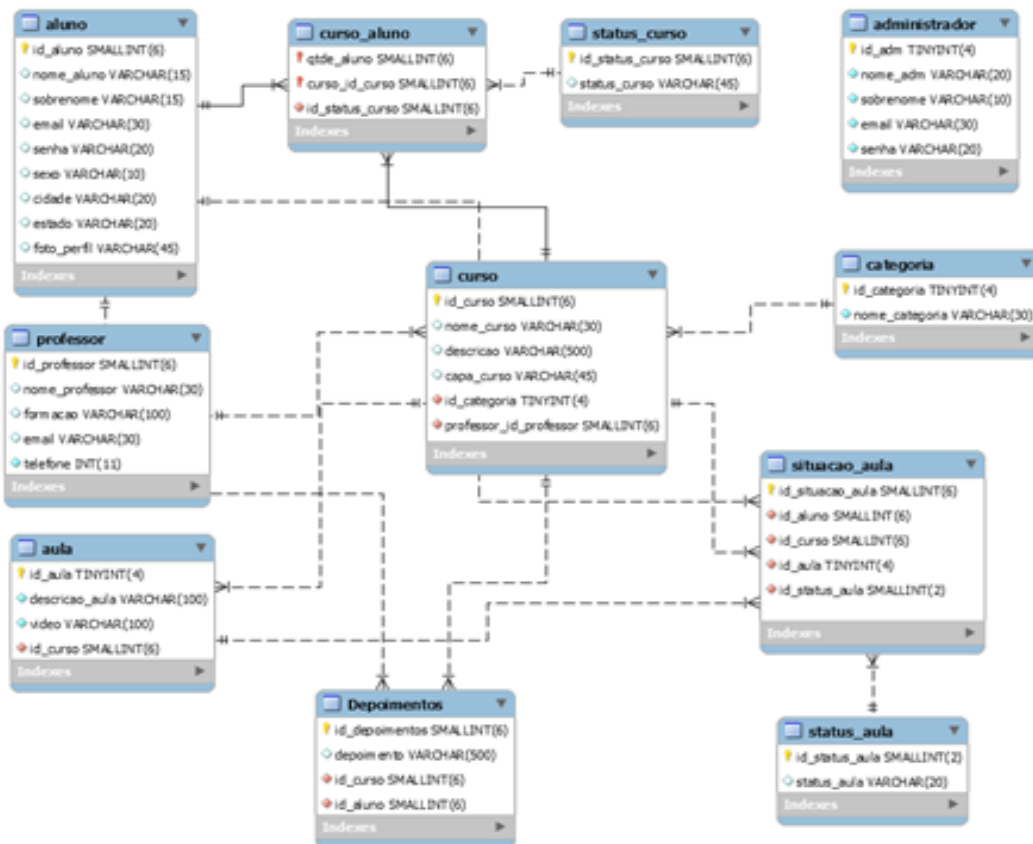 aluno
id_aluno SMALLINT(6)
nome_aluno VARCHAR(15)
sobrenome VARCHAR(15)
email VARCHAR(30)
senha VARCHAR(20)
sexo VARCHAR(10)
cidade VARCHAR(20)
estado VARCHAR(20)
foto_perfil VARCHAR(45)
Indexes
curso_aluno
qtde_aluno SMALLINT(6)
curso_id_curso SMALLINT(6)
id_status_curso SMALLINT(6)
Indexes
status_curso
id_status_curso SMALLINT(6)
status_curso VARCHAR(45)
Indexes
administrador
id_adm TINYINT(4)
nome_adm VARCHAR(20)
sobrenome VARCHAR(10)
email VARCHAR(30)
senha VARCHAR(20)
Indexes
curso
id_curso SMALLINT(6)
nome_curso VARCHAR(30)
descricao VARCHAR(500)
capa_curso VARCHAR(45)
id_categoria TINYINT(4)
professor_id_professor SMALLINT(6)
Indexes
categoria
id_categoria TINYINT(4)
nome_categoria VARCHAR(30)
Indexes
professor
id_professor SMALLINT(6)
nome_professor VARCHAR(30)
formacao VARCHAR(100)
email VARCHAR(30)
telefone INT(11)
Indexes
situacao_aula
id_situacao_aula SMALLINT(6)
id_aluno SMALLINT(6)
id_curso SMALLINT(6)
id_aula TINYINT(4)
id_status_aula SMALLINT(2)
Indexes
aula
id_aula TINYINT(4)
descricao_aula VARCHAR(100)
video VARCHAR(100)
id_curso SMALLINT(6)
Indexes
Depoimentos
id_depoimentos SMALLINT(6)
depoimento VARCHAR(500)
id_curso SMALLINT(6)
id_aluno SMALLINT(6)
Indexes
status_aula
id_status_aula SMALLINT(2)
status_aula VARCHAR(20)
Indexes